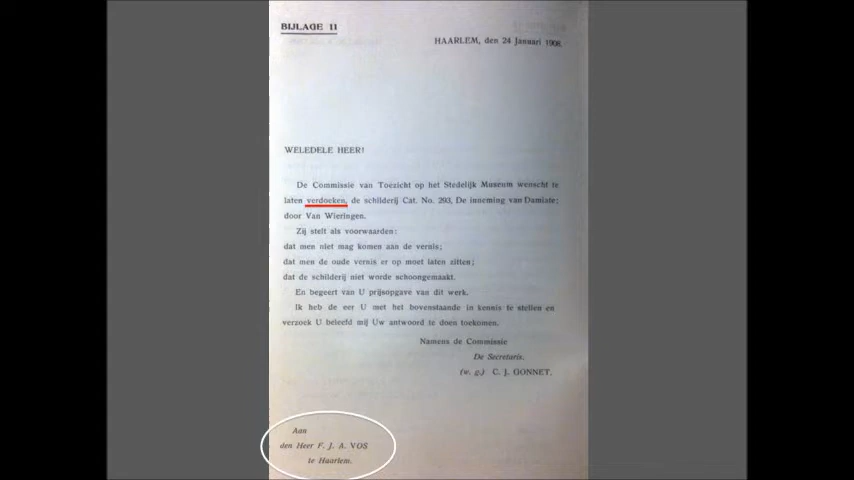 BIJLAGE 11
HAARLEM, den 24 Januari 1908.
WELEDELE HEER!
De Commissie van Toezicht op het Stedelijk Museum wenscht te
laten verdoeken, de schilderij Cat. No. 293, De inneming van Damiate;
door Van Wieringen.
Zij stelt als voorwaarden:
dat men niet mag komen aan de vernis;
dat men de oude vernis er op moet laten zitten;
dat de schilderij niet worde schoongemaakt.
En begeert van U prijsopgave van dit werk.
Ik heb de eer U met het bovenstaande in kennis te stellen en
verzoek U beleefd mij Uw antwoord te doen toekomen.
Namens de Commissie
De Secretaris.
(w. g.) C. J. GONNET.
Aan
den Heer F. J. A. VOS
te Haarlem.